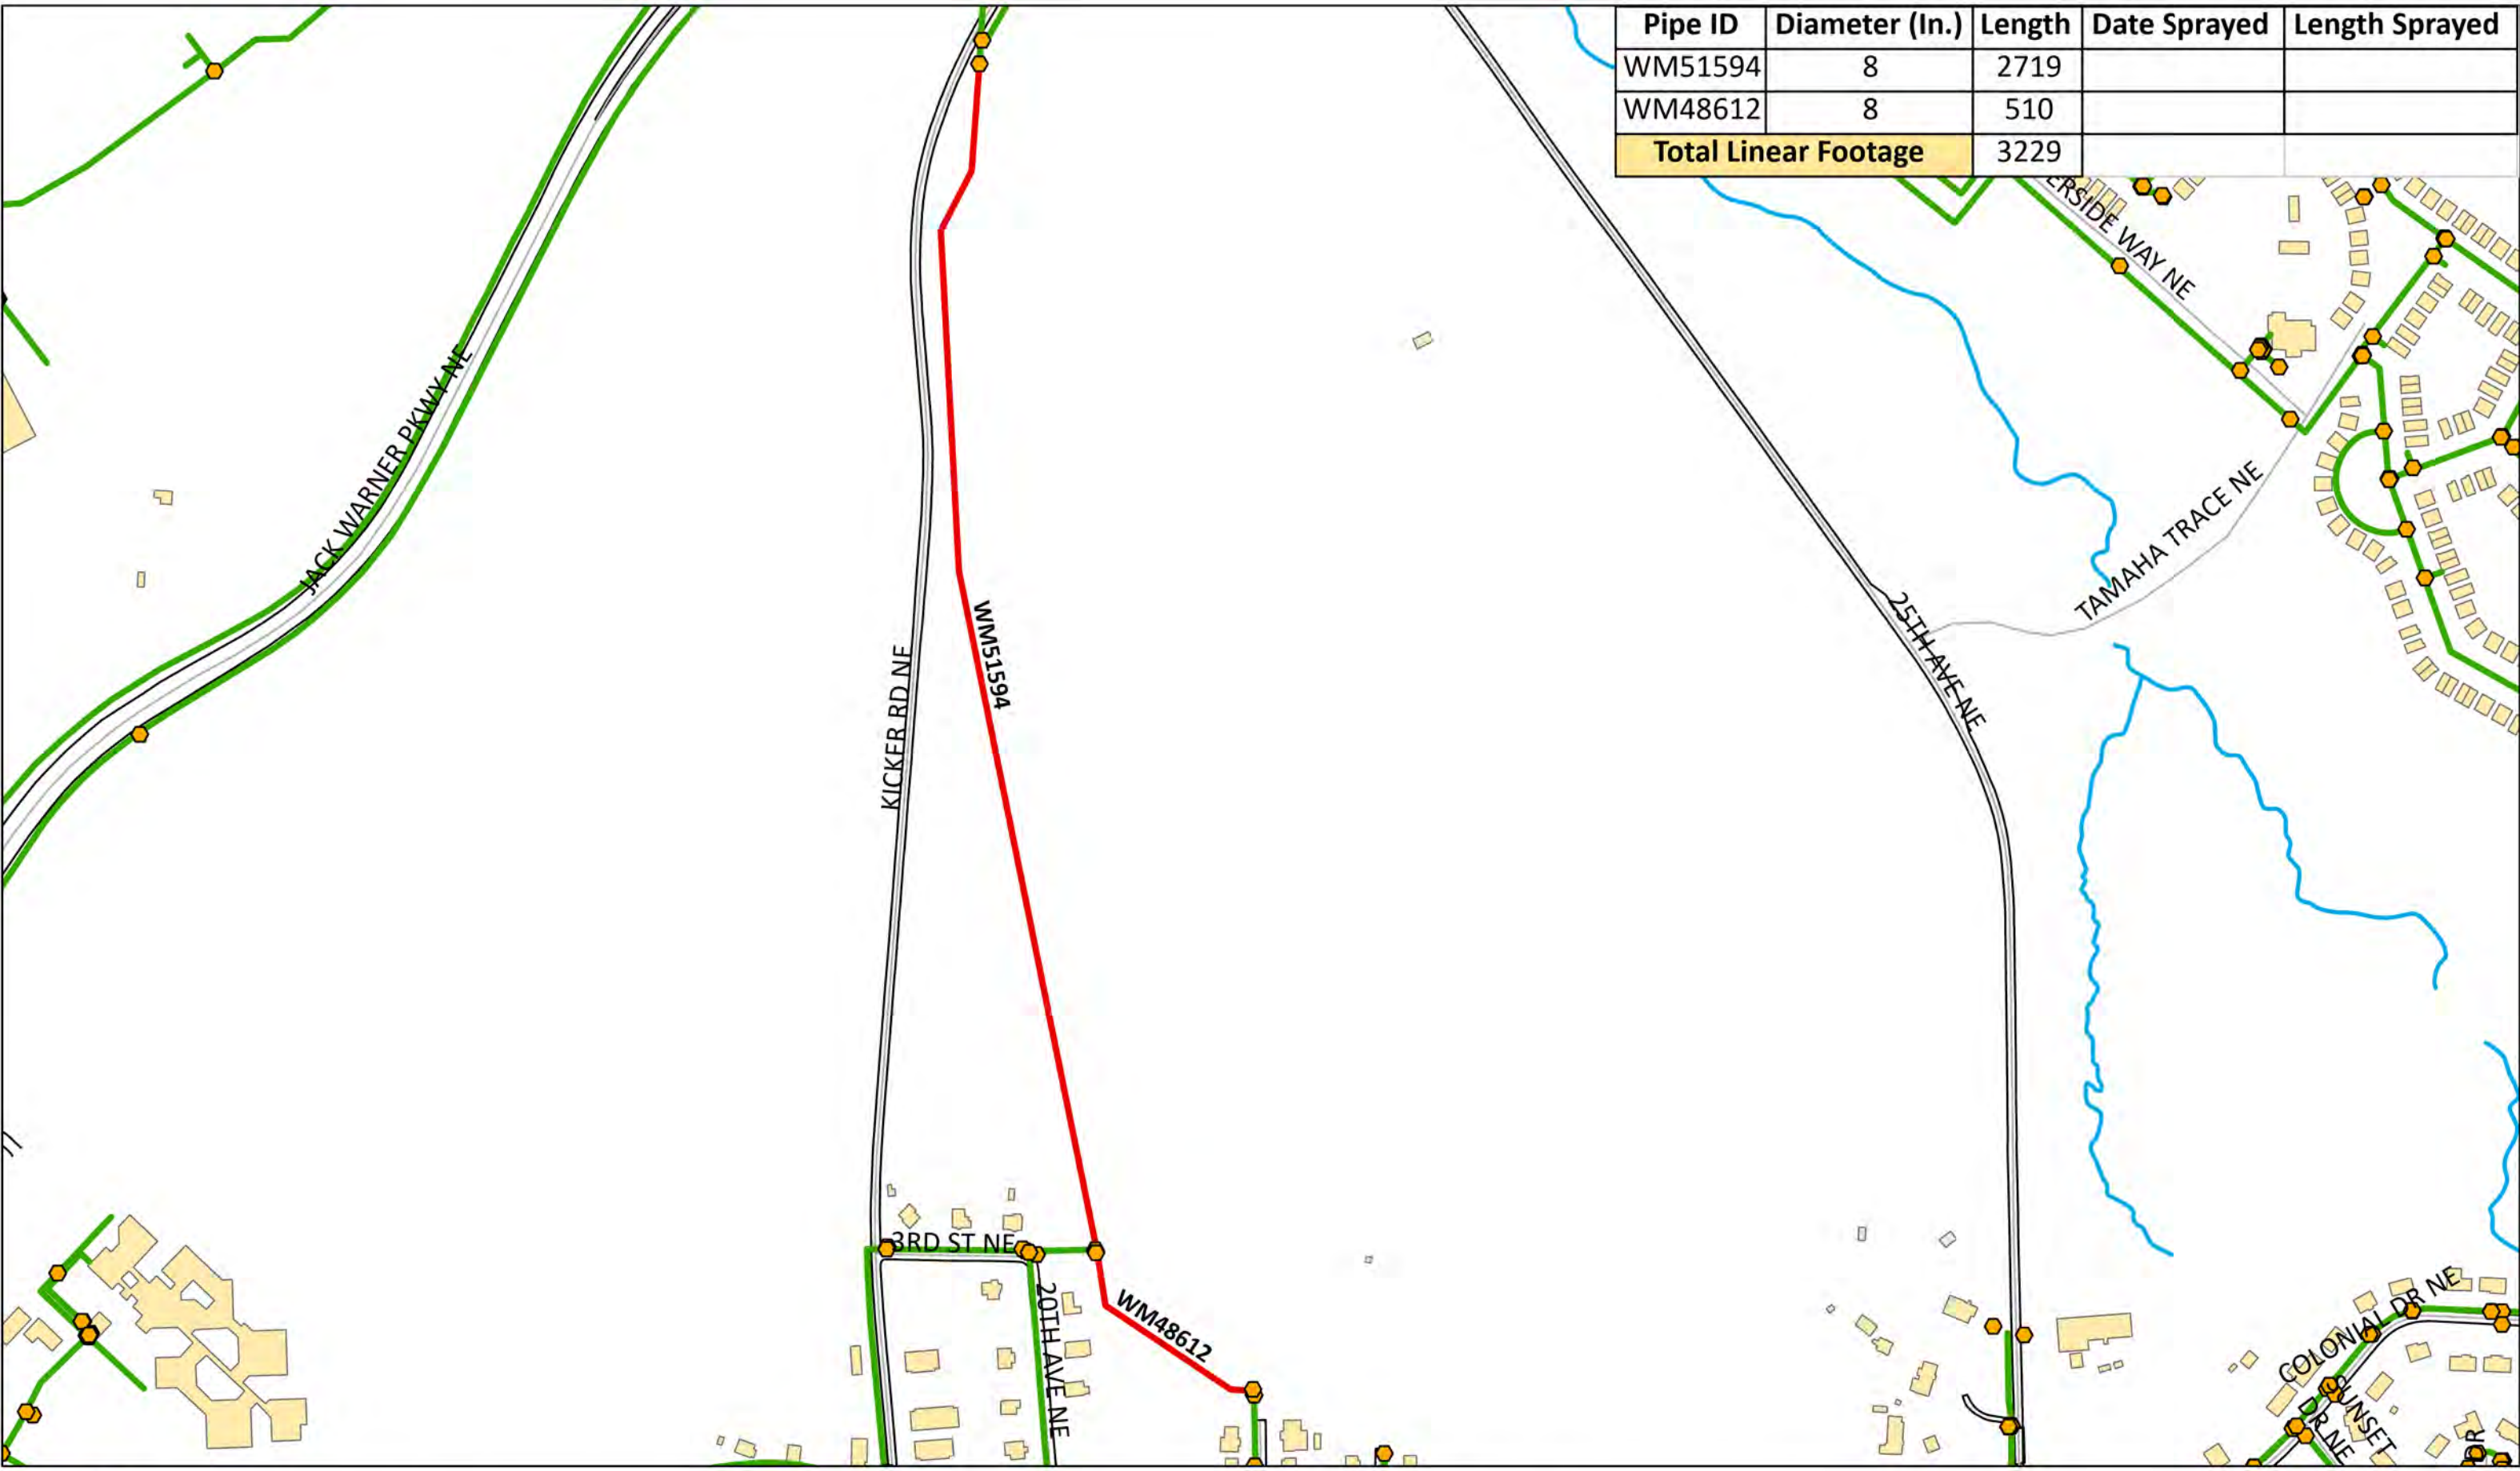 Pipe ID Diameter (In.) Length Date Sprayed Length Sprayed
WM51594 8 2719
WM48612 8 510
Total Linear Footage 3229
ERSIDE WAY NE
JACK WARNER PKWY NE
TAMAHA TRACE NE
25TH AVE NE
WM51594
KICKER RD NE
3RD ST NE
20TH AVE NE
WM48612
COLONIAL DR NE
SUNSET
DR NE
DR